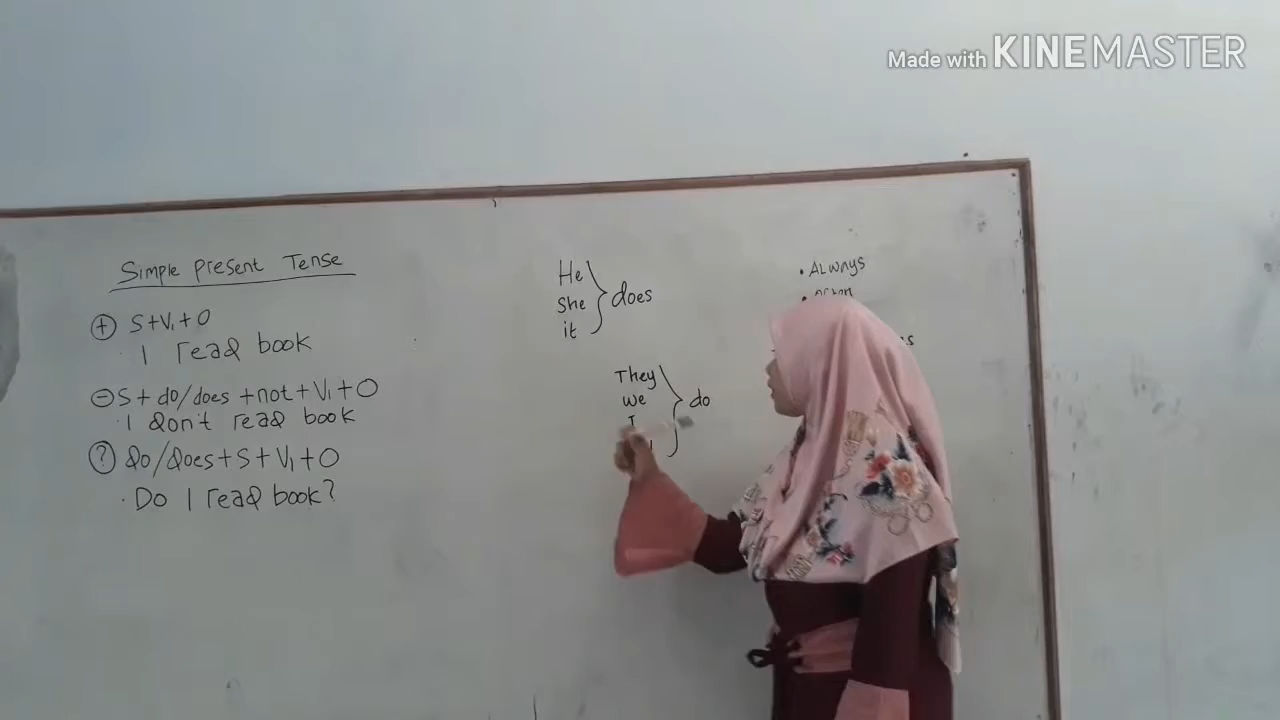 Made with KINEMASTER
Simple Present Tense
+ S+V1+O
· I read book
- S + do/does + not + V1 + O
· I don't read book
? do/does + S + V1 + O
· Do I read book?
He
She
it
} does
They
we
I
} do
• ALWAYS